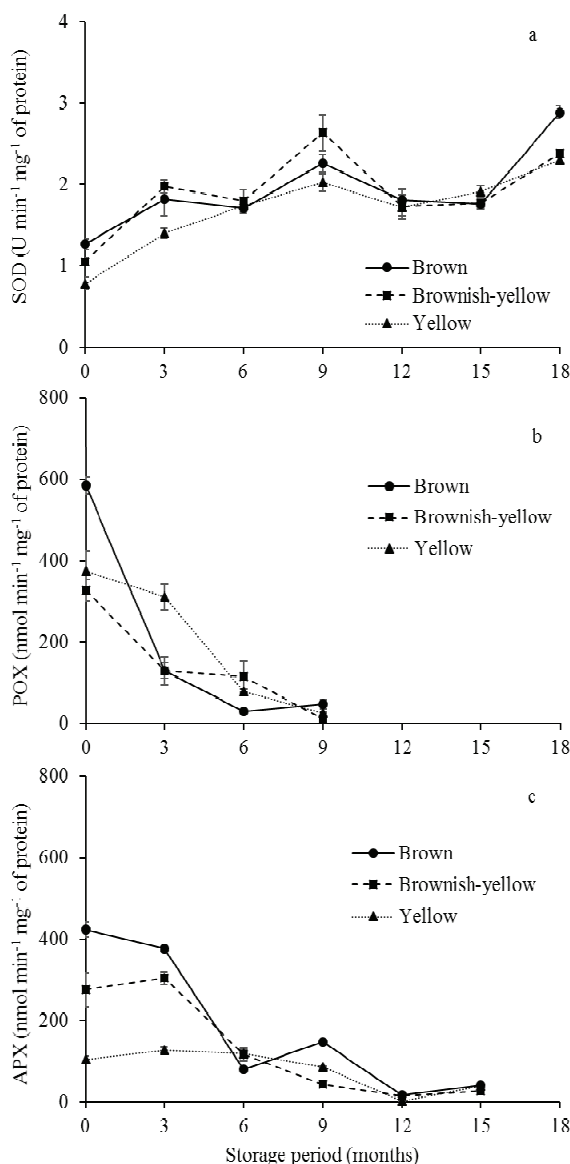 a
4
3
2
1
0
SOD (U min⁻¹ mg⁻¹ of protein)
Brown
Brownish-yellow
Yellow
0 3 6 9 12 15 18
b
800
600
400
200
0
POX (nmol min⁻¹ mg⁻¹ of protein)
Brown
Brownish-yellow
Yellow
0 3 6 9 12 15 18
c
800
600
400
200
0
APX (nmol min⁻¹ mg⁻¹ of protein)
Brown
Brownish-yellow
Yellow
0 3 6 9 12 15 18
Storage period (months)